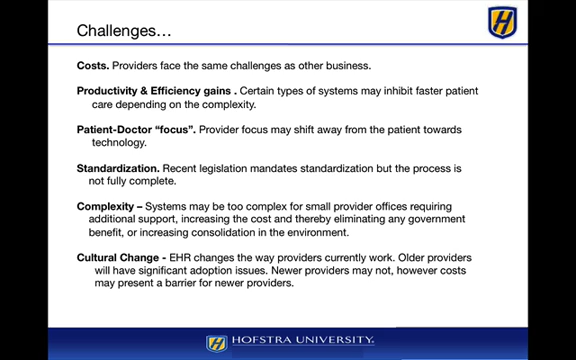 Challenges…
Costs. Providers face the same challenges as other business.
Productivity & Efficiency gains . Certain types of systems may inhibit faster patient
care depending on the complexity.
Patient-Doctor “focus”. Provider focus may shift away from the patient towards
technology.
Standardization. Recent legislation mandates standardization but the process is
not fully complete.
Complexity – Systems may be too complex for small provider offices requiring
additional support, increasing the cost and thereby eliminating any government
benefit, or increasing consolidation in the environment.
Cultural Change - EHR changes the way providers currently work. Older providers
will have significant adoption issues. Newer providers may not, however costs
may present a barrier for newer providers.
HOFSTRA UNIVERSITY